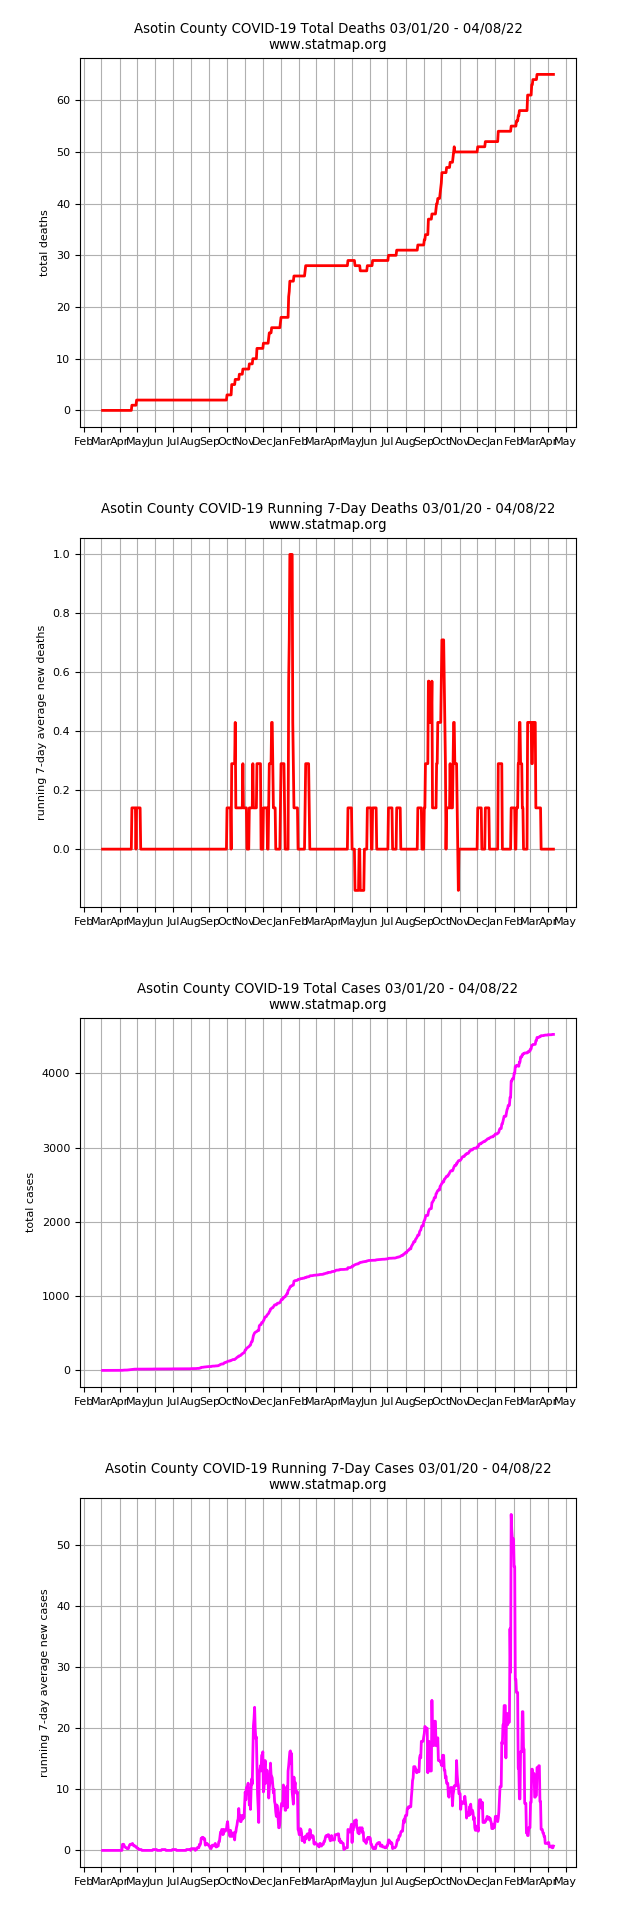 Asotin County COVID-19 Total Deaths 03/01/20 - 04/08/22
www.statmap.org
60
50
40
30
20
10
0
total deaths
Feb Mar Apr May Jun Jul Aug Sep Oct Nov Dec Jan Feb Mar Apr May Jun Jul Aug Sep Oct Nov Dec Jan Feb Mar Apr May
Asotin County COVID-19 Running 7-Day Deaths 03/01/20 - 04/08/22
www.statmap.org
1.0
0.8
0.6
0.4
0.2
0.0
running 7-day average new deaths
Feb Mar Apr May Jun Jul Aug Sep Oct Nov Dec Jan Feb Mar Apr May Jun Jul Aug Sep Oct Nov Dec Jan Feb Mar Apr May
Asotin County COVID-19 Total Cases 03/01/20 - 04/08/22
www.statmap.org
4000
3000
2000
1000
0
total cases
Feb Mar Apr May Jun Jul Aug Sep Oct Nov Dec Jan Feb Mar Apr May Jun Jul Aug Sep Oct Nov Dec Jan Feb Mar Apr May
Asotin County COVID-19 Running 7-Day Cases 03/01/20 - 04/08/22
www.statmap.org
50
40
30
20
10
0
running 7-day average new cases
Feb Mar Apr May Jun Jul Aug Sep Oct Nov Dec Jan Feb Mar Apr May Jun Jul Aug Sep Oct Nov Dec Jan Feb Mar Apr May